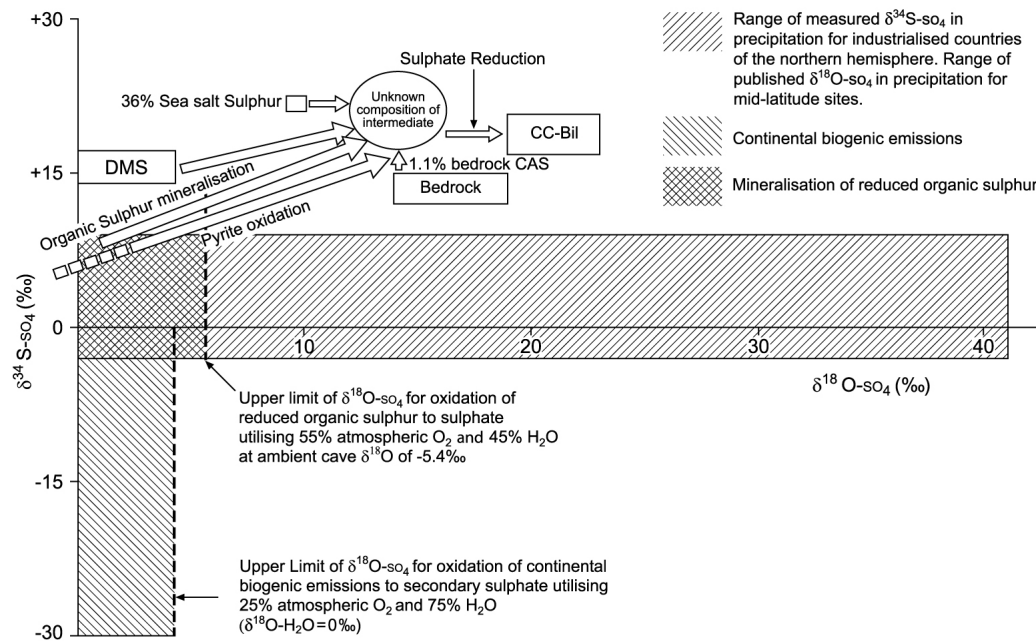 +30
+15
0
-15
-30
δ³⁴S-SO₄ (‰)
10
20
30
40
δ¹⁸O-SO₄ (‰)
36% Sea salt Sulphur
Unknown
composition of
intermediate
Sulphate Reduction
CC-Bil
DMS
1.1% bedrock CAS
Bedrock
Organic Sulphur mineralisation
Pyrite oxidation
Range of measured δ³⁴S-SO₄ in
precipitation for industrialised countries
of the northern hemisphere. Range of
published δ¹⁸O-SO₄ in precipitation for
mid-latitude sites.
Continental biogenic emissions
Mineralisation of reduced organic sulphur
Upper limit of δ¹⁸O-SO₄ for oxidation of
reduced organic sulphur to sulphate
utilising 55% atmospheric O₂ and 45% H₂O
at ambient cave δ¹⁸O of -5.4‰
Upper Limit of δ¹⁸O-SO₄ for oxidation of continental
biogenic emissions to secondary sulphate utilising
25% atmospheric O₂ and 75% H₂O
(δ¹⁸O-H₂O=0‰)